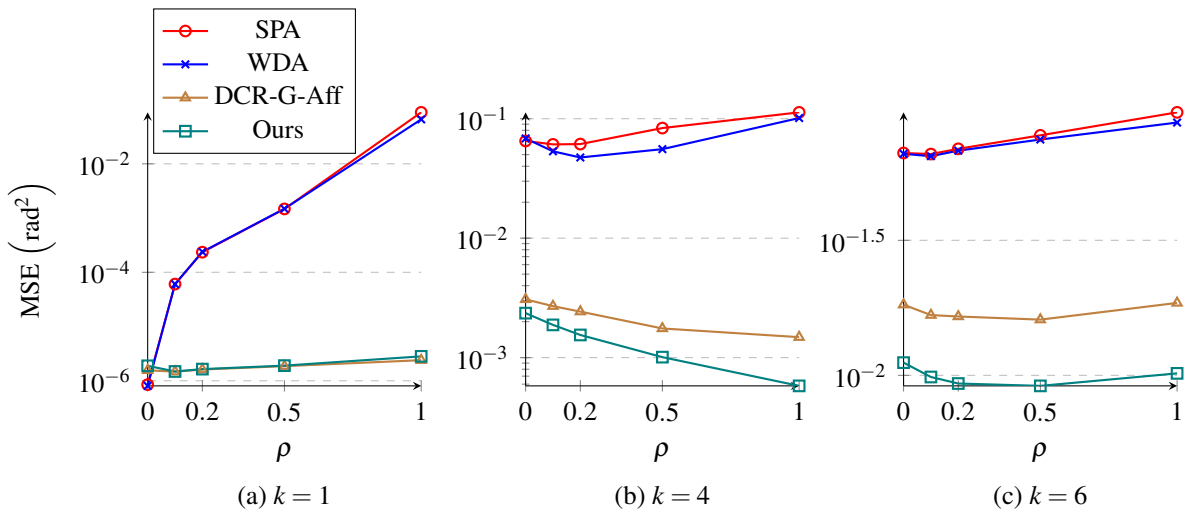 SPA
WDA
DCR-G-Aff
Ours
MSE (rad²)
10⁻²
10⁻⁴
10⁻⁶
0 0.2 0.5 1
ρ
(a) k = 1
10⁻¹
10⁻²
10⁻³
0 0.2 0.5 1
ρ
(b) k = 4
10⁻¹·⁵
10⁻²
0 0.2 0.5 1
ρ
(c) k = 6